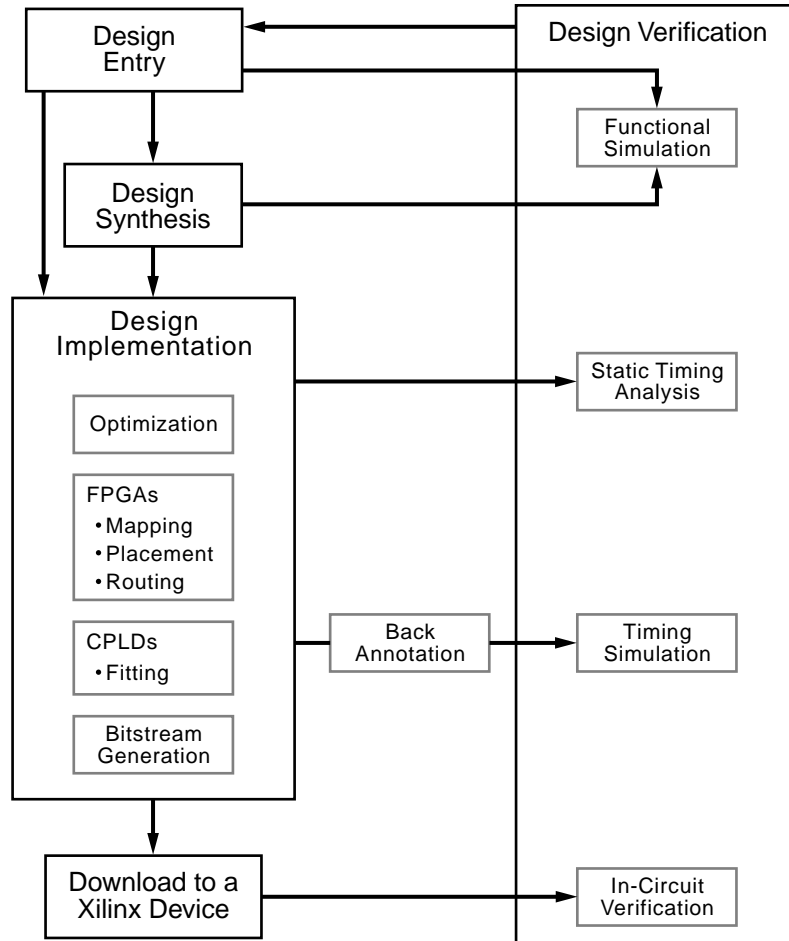 Design
Entry
Design Verification
Functional
Simulation
Design
Synthesis
Design
Implementation
Static Timing
Analysis
Optimization
FPGAs
• Mapping
• Placement
• Routing
CPLDs
• Fitting
Back
Annotation
Timing
Simulation
Bitstream
Generation
Download to a
Xilinx Device
In-Circuit
Verification